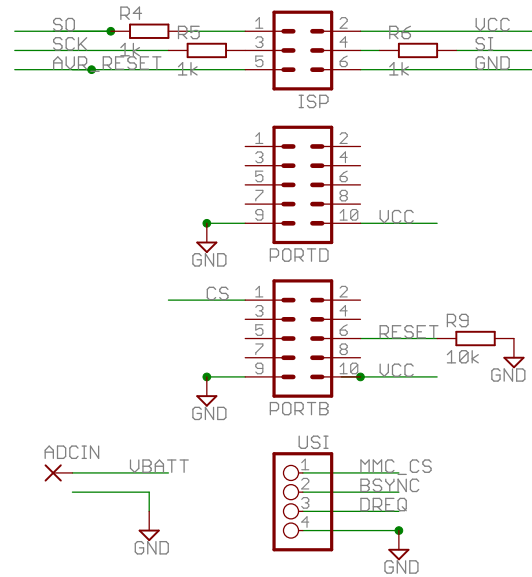 R4
SO 1 2 VCC
R5 R6
SCK 1k 3 4 SI
AVR_RESET 1k 5 6 1k GND
ISP
1 2
3 4
5 6
7 8
9 10 VCC
GND PORTD
CS 1 2
3 4 R9
5 6 RESET
7 8 10k
9 10 VCC GND
GND PORTB
USI
ADCIN
VBATT 1 MMC_CS
2 BSYNC
3 DREQ
4
GND
GND